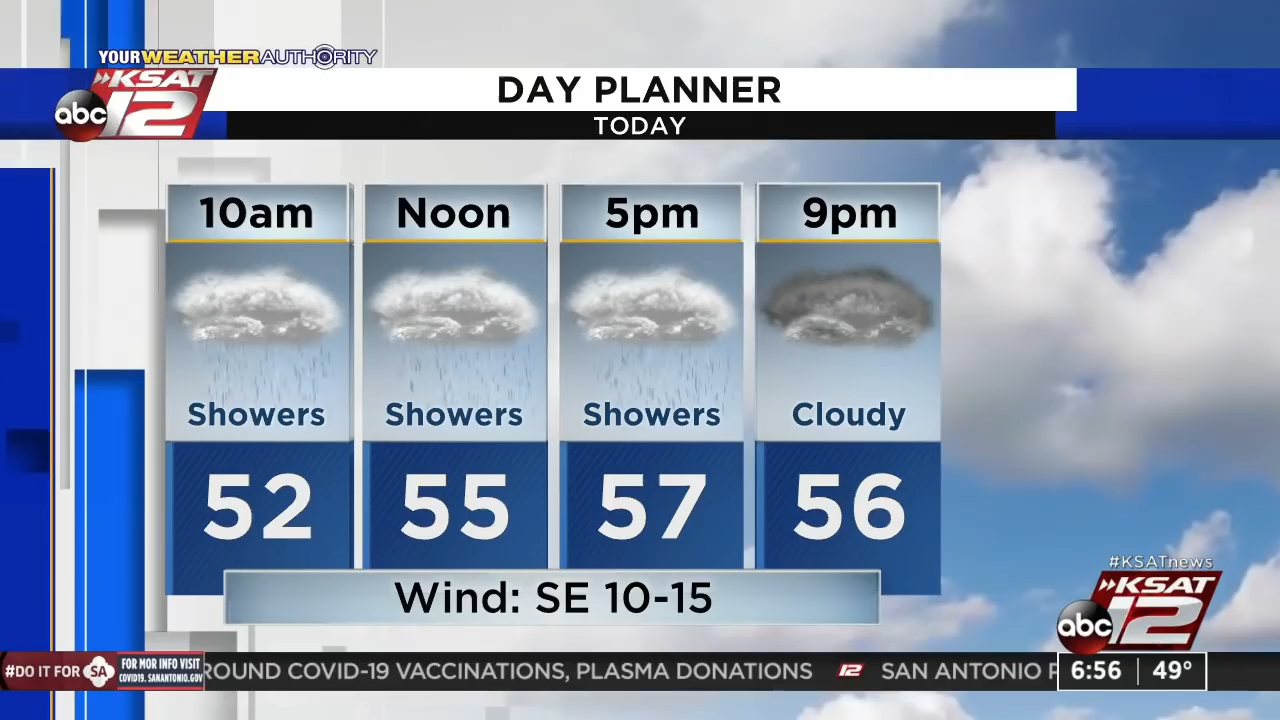 YOUR WEATHER AUTHORITY
KSAT
abc 12
DAY PLANNER
TODAY
10am Noon 5pm 9pm
Showers Showers Showers Cloudy
52 55 57 56
Wind: SE 10-15
#KSATnews
KSAT
abc 12
#DO IT FOR SA
FOR MOR INFO VISIT
COVID19.SANANTONIO.GOV
ROUND COVID-19 VACCINATIONS, PLASMA DONATIONS 12 SAN ANTONIO
6:56 49°